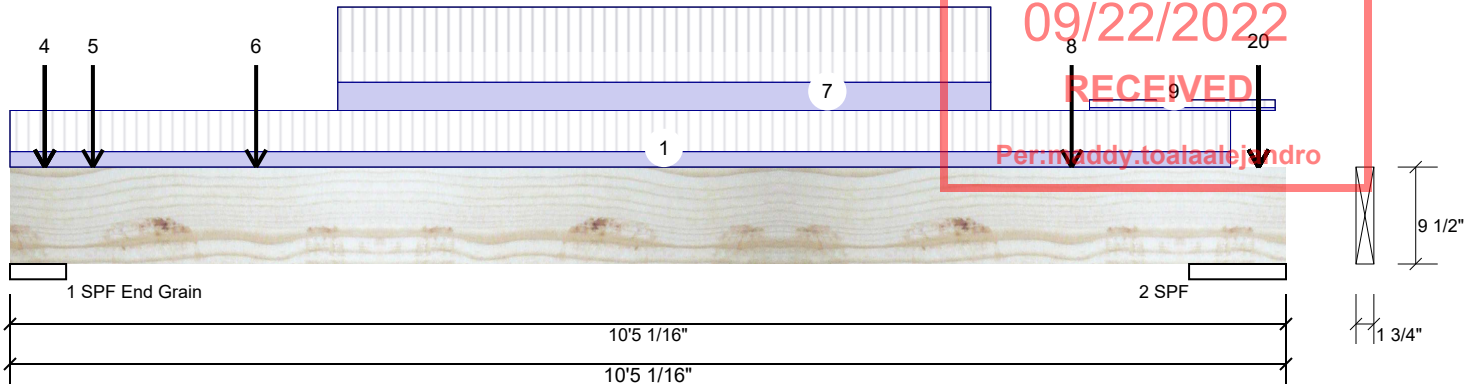 09/22/2022
4 5 6 8 20
RECEIVED
7 9
1
Per:maddy.toalaalejandro
9 1/2"
1 SPF End Grain 2 SPF
10'5 1/16" 1 3/4"
10'5 1/16"